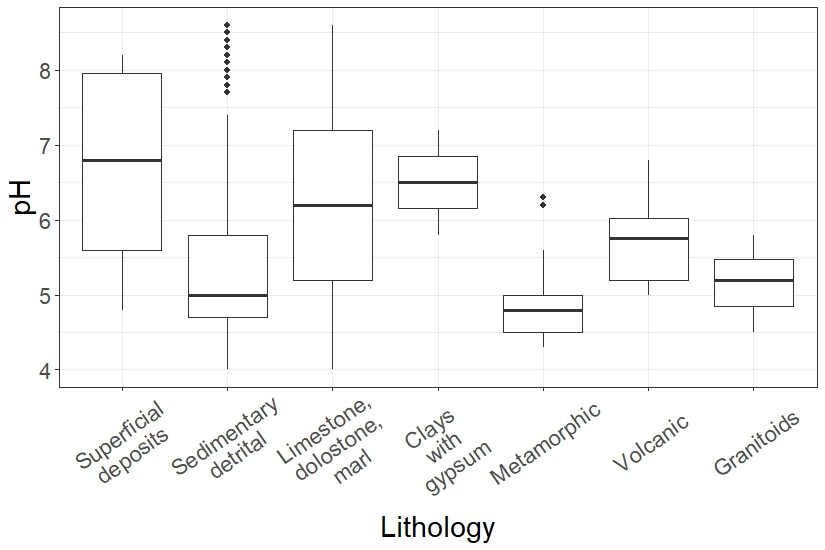 pH
8
7
6
5
4
Superficial
deposits
Sedimentary
detrital
Limestone,
dolostone,
marl
Clays
with
gypsum
Metamorphic
Volcanic
Granitoids
Lithology